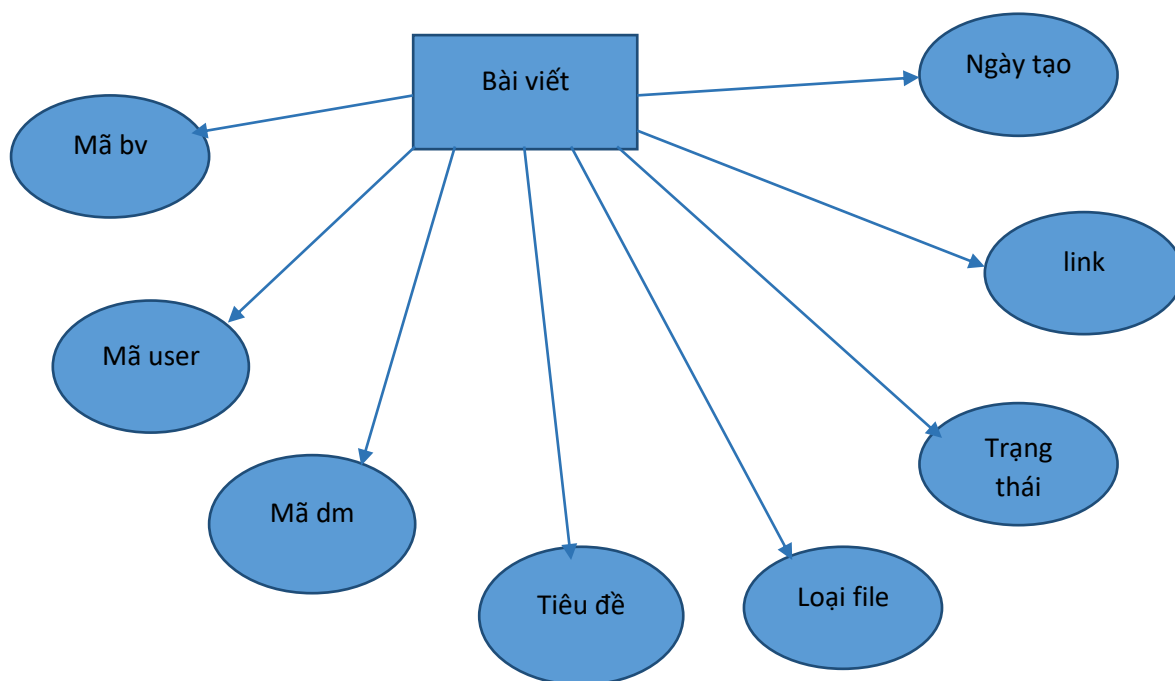 Bài viết
Ngày tạo
Mã bv
link
Mã user
Trạng
thái
Mã dm
Tiêu đề
Loại file